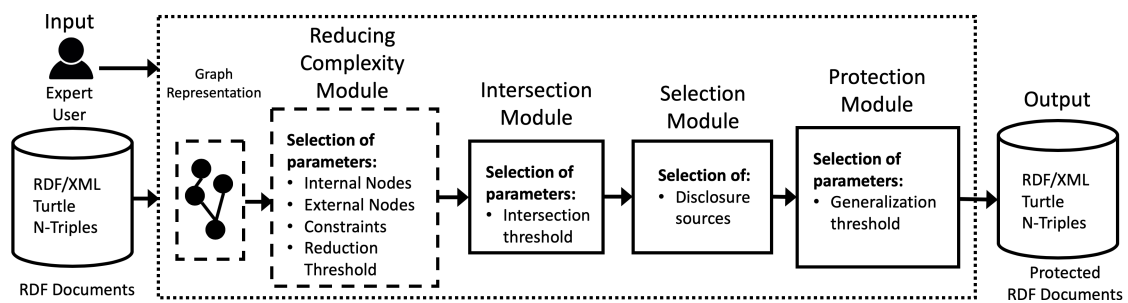 Input
Expert
User
RDF/XML
Turtle
N-Triples
RDF Documents
Graph
Representation
Reducing
Complexity
Module
Selection of
parameters:
• Internal Nodes
• External Nodes
• Constraints
• Reduction
Threshold
Intersection
Module
Selection of
parameters:
• Intersection
threshold
Selection
Module
Selection of:
• Disclosure
sources
Protection
Module
Selection of
parameters:
• Generalization
threshold
Output
RDF/XML
Turtle
N-Triples
Protected
RDF Documents